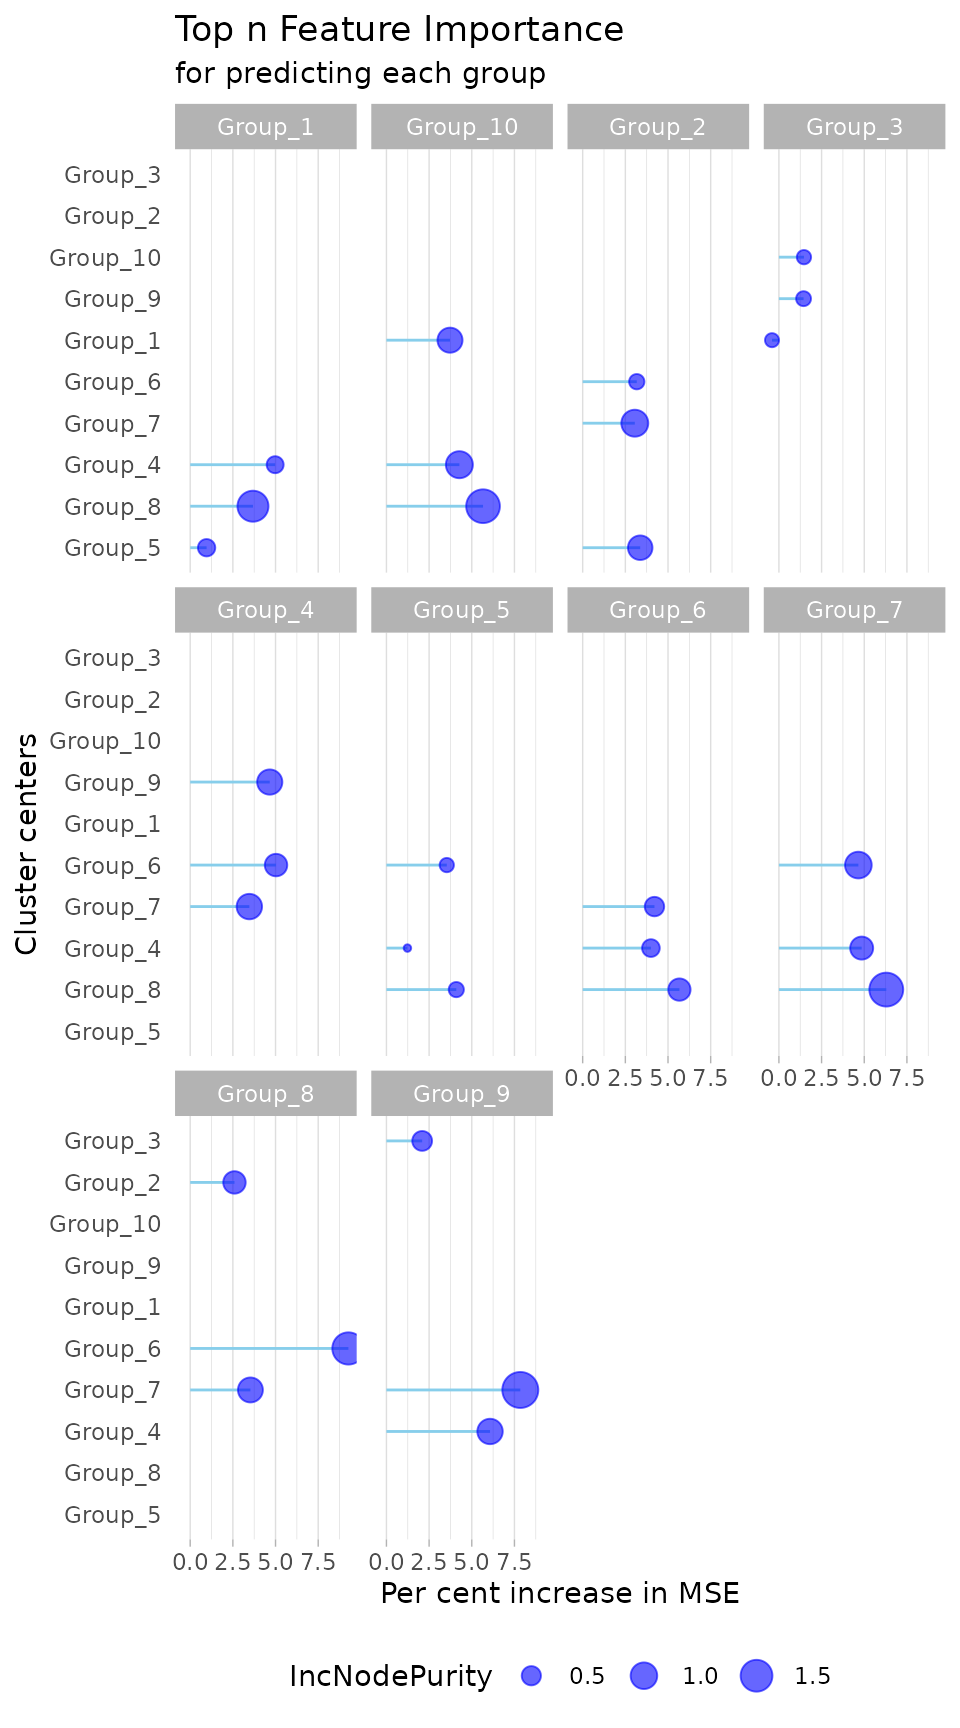 Top n Feature Importance
for predicting each group
Group_1 Group_10 Group_2 Group_3
Group_3
Group_2
Group_10
Group_9
Group_1
Group_6
Group_7
Group_4
Group_8
Group_5
Group_4 Group_5 Group_6 Group_7
Group_3
Group_2
Group_10
Group_9
Group_1
Group_6
Group_7
Group_4
Group_8
Group_5
Cluster centers
0.0 2.5 5.0 7.5 0.0 2.5 5.0 7.5
Group_8 Group_9
Group_3
Group_2
Group_10
Group_9
Group_1
Group_6
Group_7
Group_4
Group_8
Group_5
0.0 2.5 5.0 7.5 0.0 2.5 5.0 7.5
Per cent increase in MSE
IncNodePurity 0.5 1.0 1.5